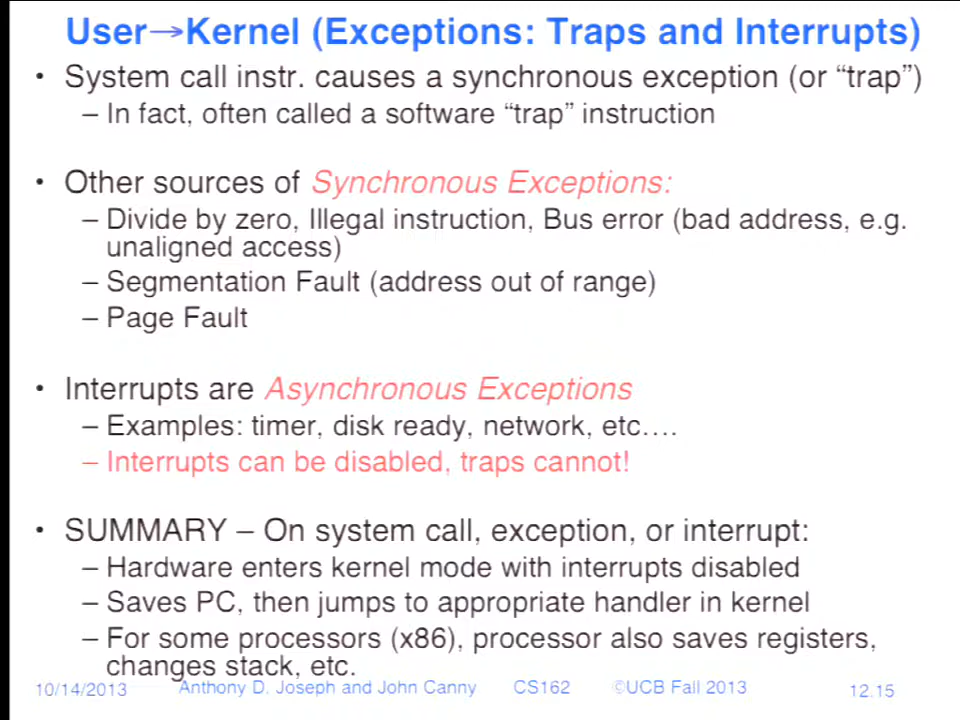 User→Kernel (Exceptions: Traps and Interrupts)
• System call instr. causes a synchronous exception (or “trap”)
– In fact, often called a software “trap” instruction
• Other sources of Synchronous Exceptions:
– Divide by zero, Illegal instruction, Bus error (bad address, e.g.
unaligned access)
– Segmentation Fault (address out of range)
– Page Fault
• Interrupts are Asynchronous Exceptions
– Examples: timer, disk ready, network, etc….
– Interrupts can be disabled, traps cannot!
• SUMMARY – On system call, exception, or interrupt:
– Hardware enters kernel mode with interrupts disabled
– Saves PC, then jumps to appropriate handler in kernel
– For some processors (x86), processor also saves registers,
changes stack, etc.
10/14/2013 Anthony D. Joseph and John Canny CS162 ©UCB Fall 2013 12.15